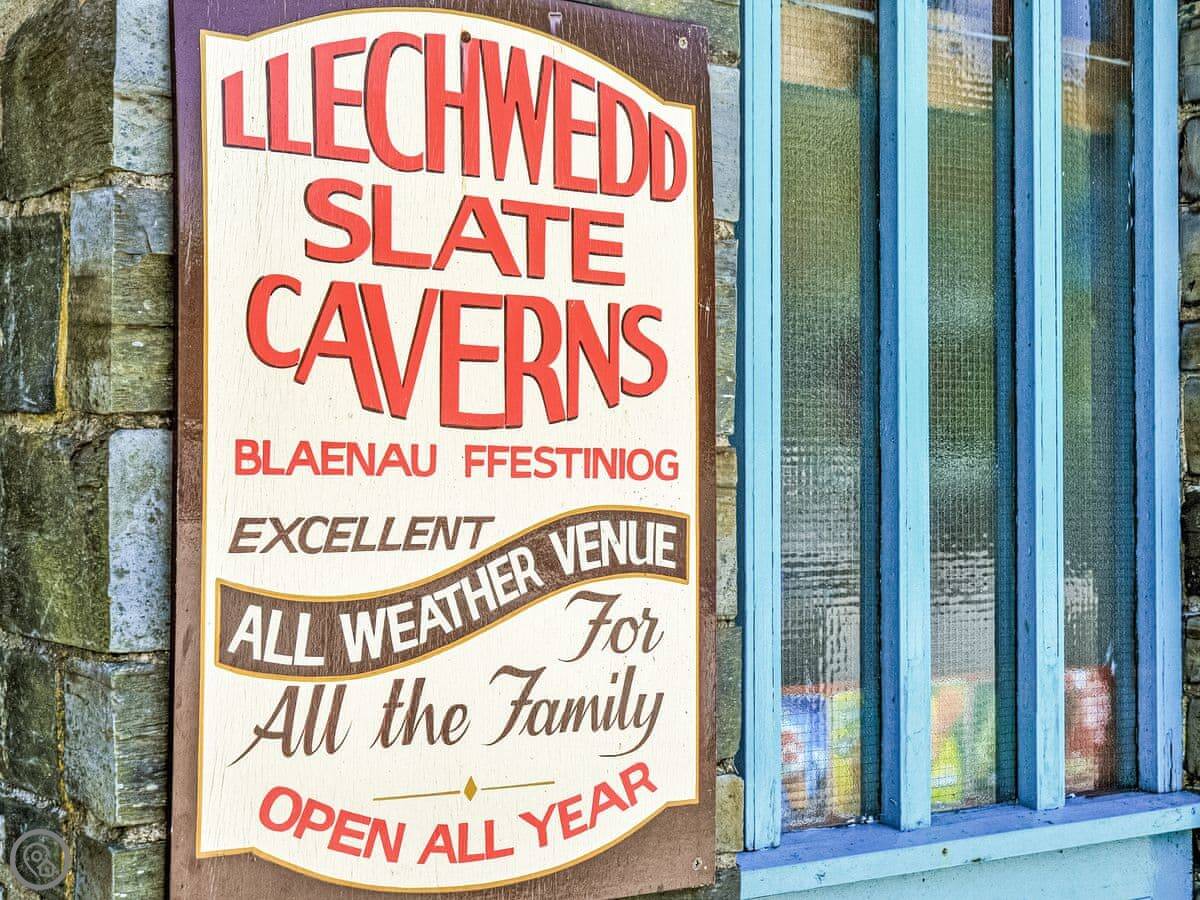 LLECHWEDD
SLATE
CAVERNS
BLAENAU FFESTINIOG
EXCELLENT
ALL WEATHER VENUE
For
All the Family
OPEN ALL YEAR